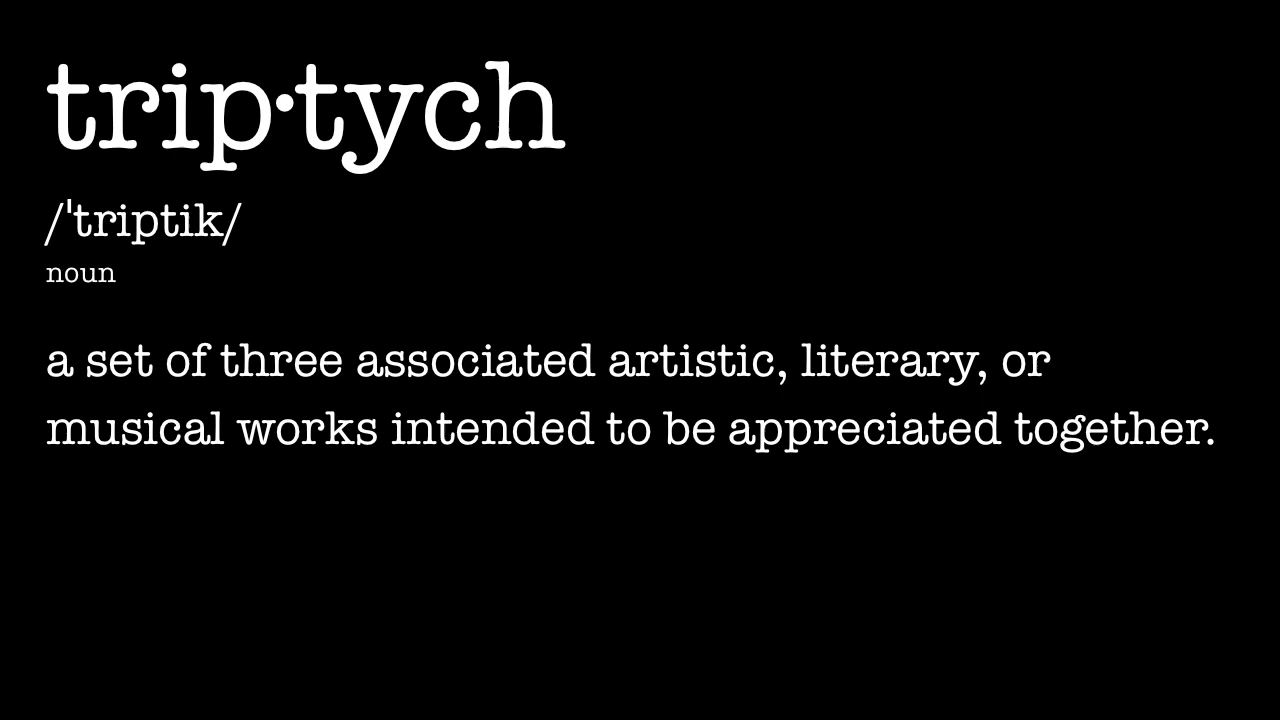 trip·tych
/ˈtriptik/
noun
a set of three associated artistic, literary, or
musical works intended to be appreciated together.